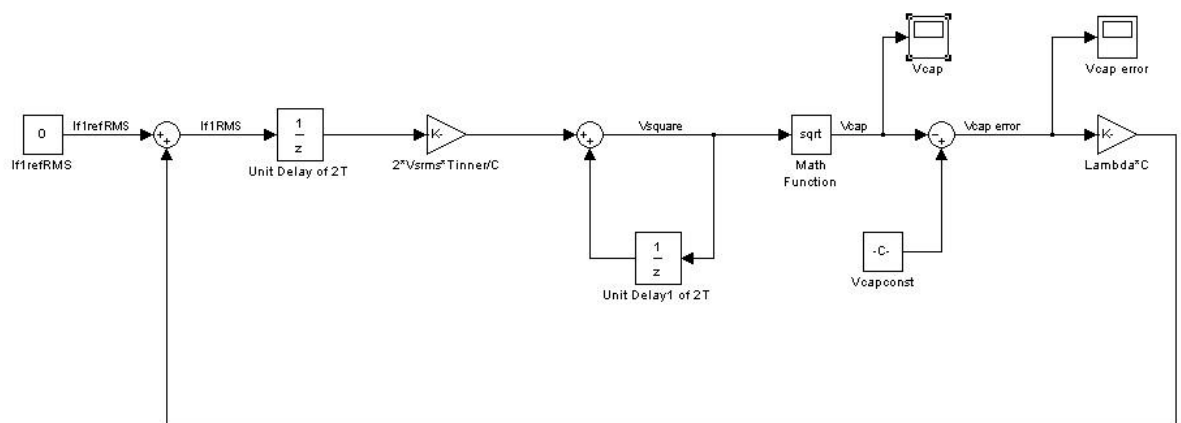 Vcap
Vcap error
0
If1refRMS
If1refRMS
+
+
If1RMS
1
z
Unit Delay of 2T
K-
2*Vsrms*Tinner/C
+
+
Vsquare
1
z
Unit Delay1 of 2T
sqrt
Math
Function
Vcap
-
+
Vcap error
K-
Lambda*C
-C-
Vcapconst